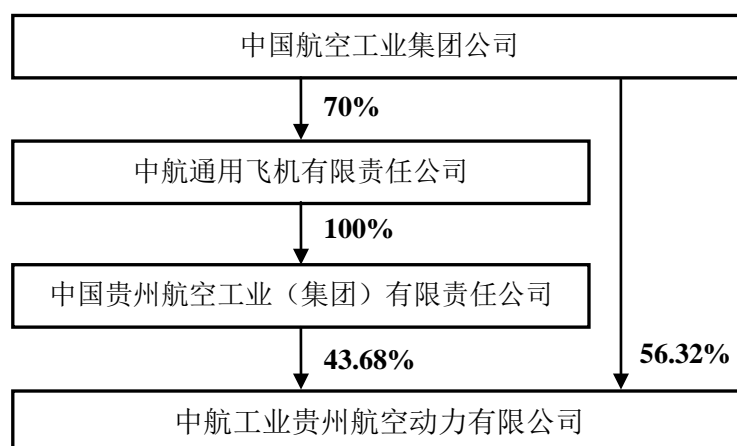 中国航空工业集团公司
70%
中航通用飞机有限责任公司
100%
中国贵州航空工业（集团）有限责任公司
43.68%
56.32%
中航工业贵州航空动力有限公司